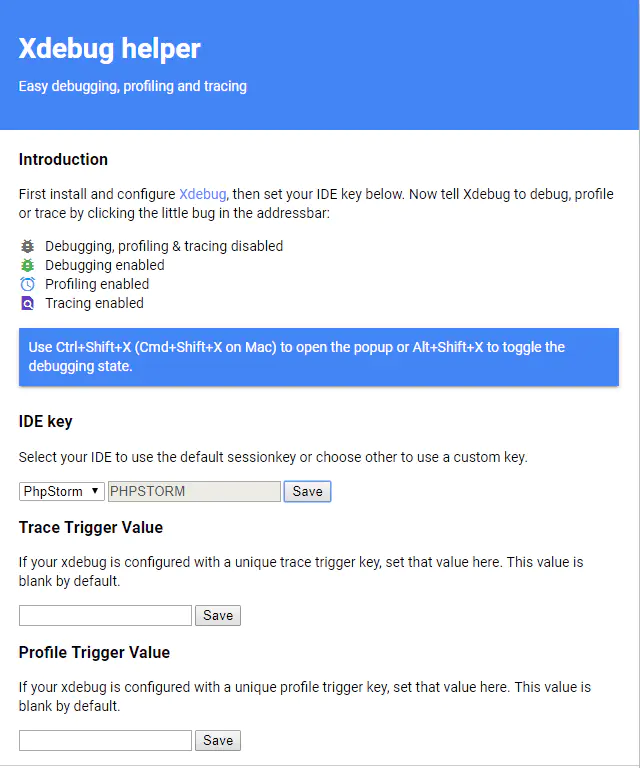 Xdebug helper
Easy debugging, profiling and tracing
Introduction
First install and configure Xdebug, then set your IDE key below. Now tell Xdebug to debug, profile
or trace by clicking the little bug in the addressbar:
Debugging, profiling & tracing disabled
Debugging enabled
Profiling enabled
Tracing enabled
Use Ctrl+Shift+X (Cmd+Shift+X on Mac) to open the popup or Alt+Shift+X to toggle the
debugging state.
IDE key
Select your IDE to use the default sessionkey or choose other to use a custom key.
PhpStorm PHPSTORM Save
Trace Trigger Value
If your xdebug is configured with a unique trace trigger key, set that value here. This value is
blank by default.
Save
Profile Trigger Value
If your xdebug is configured with a unique profile trigger key, set that value here. This value is
blank by default.
Save